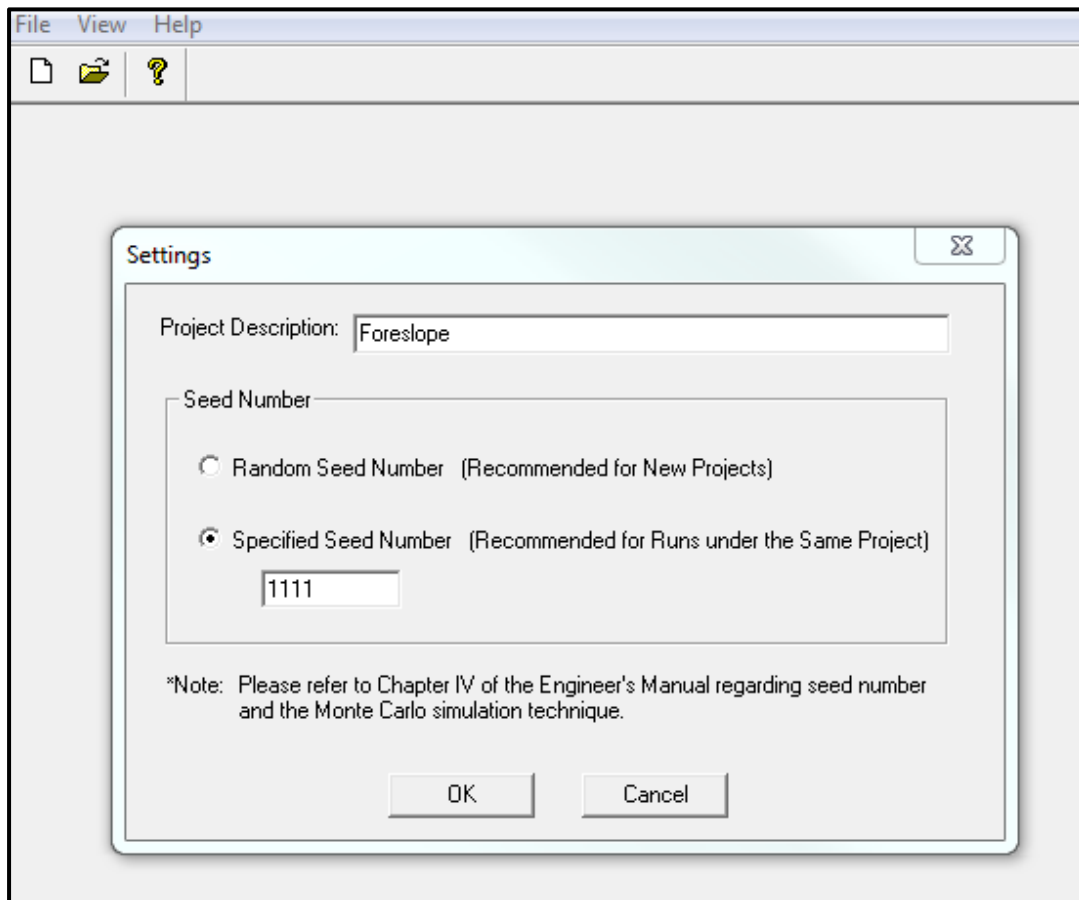 File View Help
Settings
Project Description: Foreslope
Seed Number
Random Seed Number (Recommended for New Projects)
Specified Seed Number (Recommended for Runs under the Same Project)
1111
*Note: Please refer to Chapter IV of the Engineer's Manual regarding seed number
and the Monte Carlo simulation technique.
OK Cancel